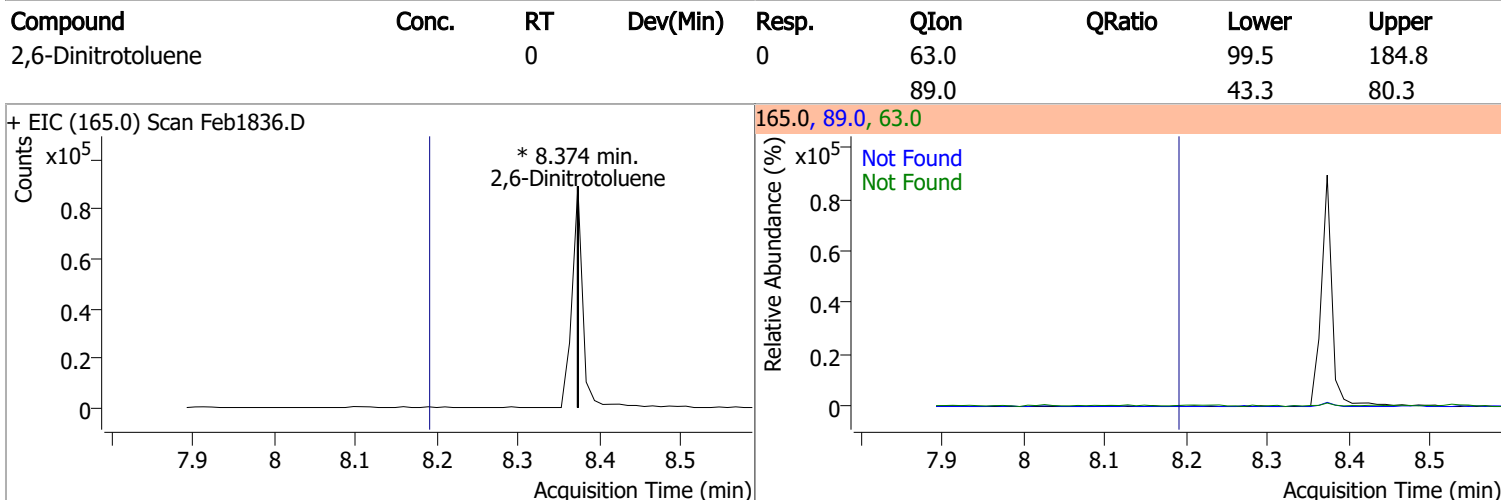 Compound Conc. RT Dev(Min) Resp. QIon QRatio Lower Upper
2,6-Dinitrotoluene 0 0 63.0 99.5 184.8
89.0 43.3 80.3
+ EIC (165.0) Scan Feb1836.D
Counts
x10^5
* 8.374 min.
2,6-Dinitrotoluene
0.8
0.6
0.4
0.2
0
7.9 8 8.1 8.2 8.3 8.4 8.5
Acquisition Time (min)
165.0, 89.0, 63.0
Relative Abundance (%)
x10^5
Not Found
Not Found
0.8
0.6
0.4
0.2
0
7.9 8 8.1 8.2 8.3 8.4 8.5
Acquisition Time (min)